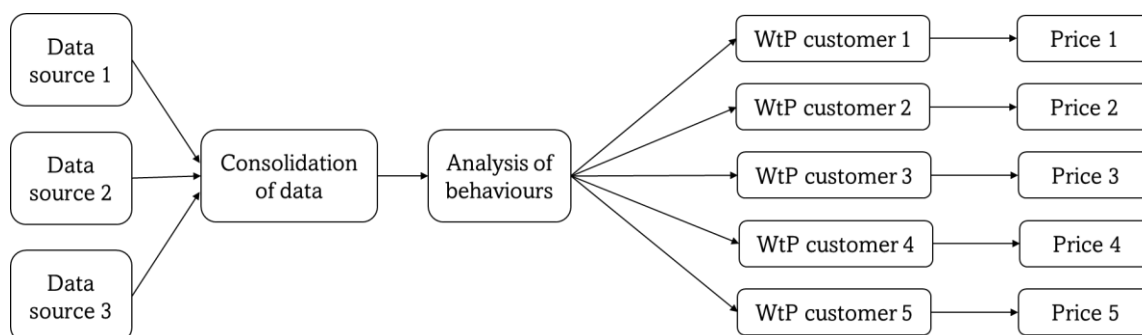 Data
source 1
Data
source 2
Data
source 3
Consolidation
of data
Analysis of
behaviours
WtP customer 1
Price 1
WtP customer 2
Price 2
WtP customer 3
Price 3
WtP customer 4
Price 4
WtP customer 5
Price 5